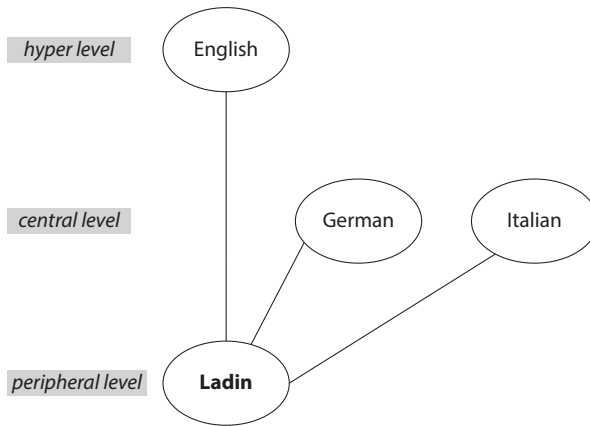 hyper level
English
central level
German
Italian
peripheral level
Ladin